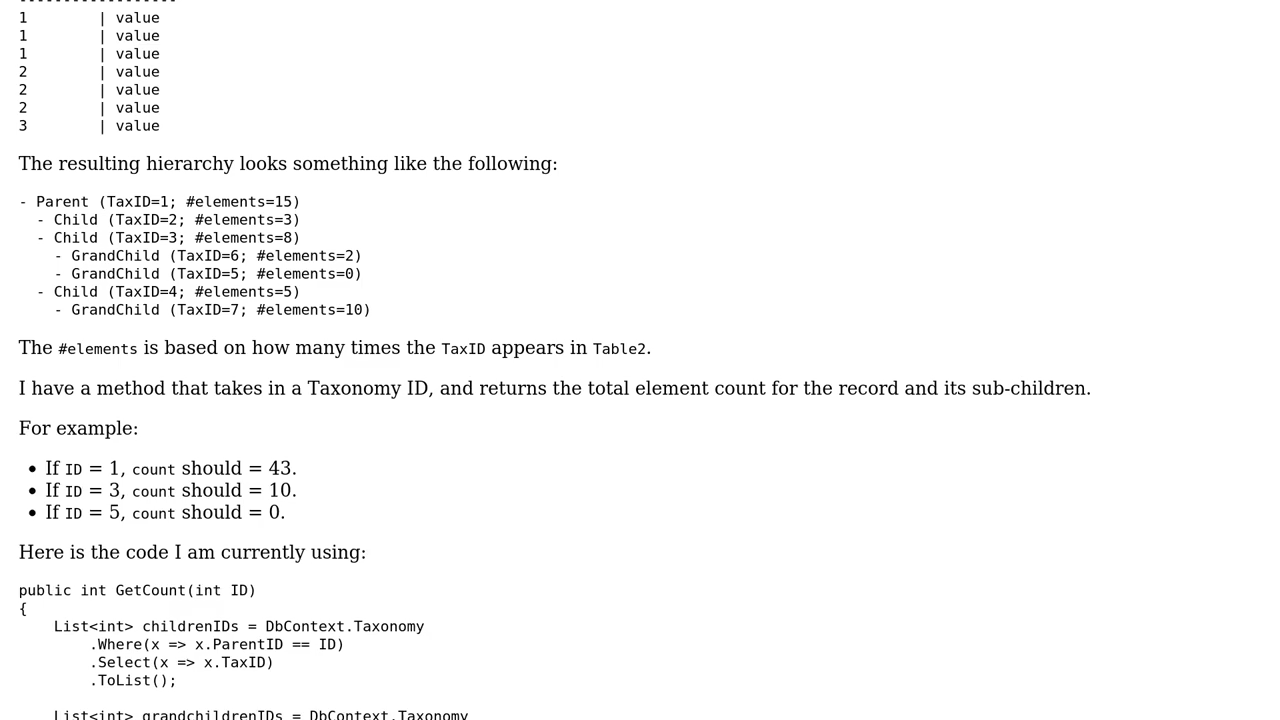 ------------------
1        | value
1        | value
1        | value
2        | value
2        | value
2        | value
3        | value
The resulting hierarchy looks something like the following:
- Parent (TaxID=1; #elements=15)
  - Child (TaxID=2; #elements=3)
  - Child (TaxID=3; #elements=8)
    - GrandChild (TaxID=6; #elements=2)
    - GrandChild (TaxID=5; #elements=0)
  - Child (TaxID=4; #elements=5)
    - GrandChild (TaxID=7; #elements=10)
The #elements is based on how many times the TaxID appears in Table2.
I have a method that takes in a Taxonomy ID, and returns the total element count for the record and its sub-children.
For example:
• If ID = 1, count should = 43.
• If ID = 3, count should = 10.
• If ID = 5, count should = 0.
Here is the code I am currently using:
public int GetCount(int ID)
{
    List<int> childrenIDs = DbContext.Taxonomy
        .Where(x => x.ParentID == ID)
        .Select(x => x.TaxID)
        .ToList();
    List<int> grandchildrenIDs = DbContext.Taxonomy